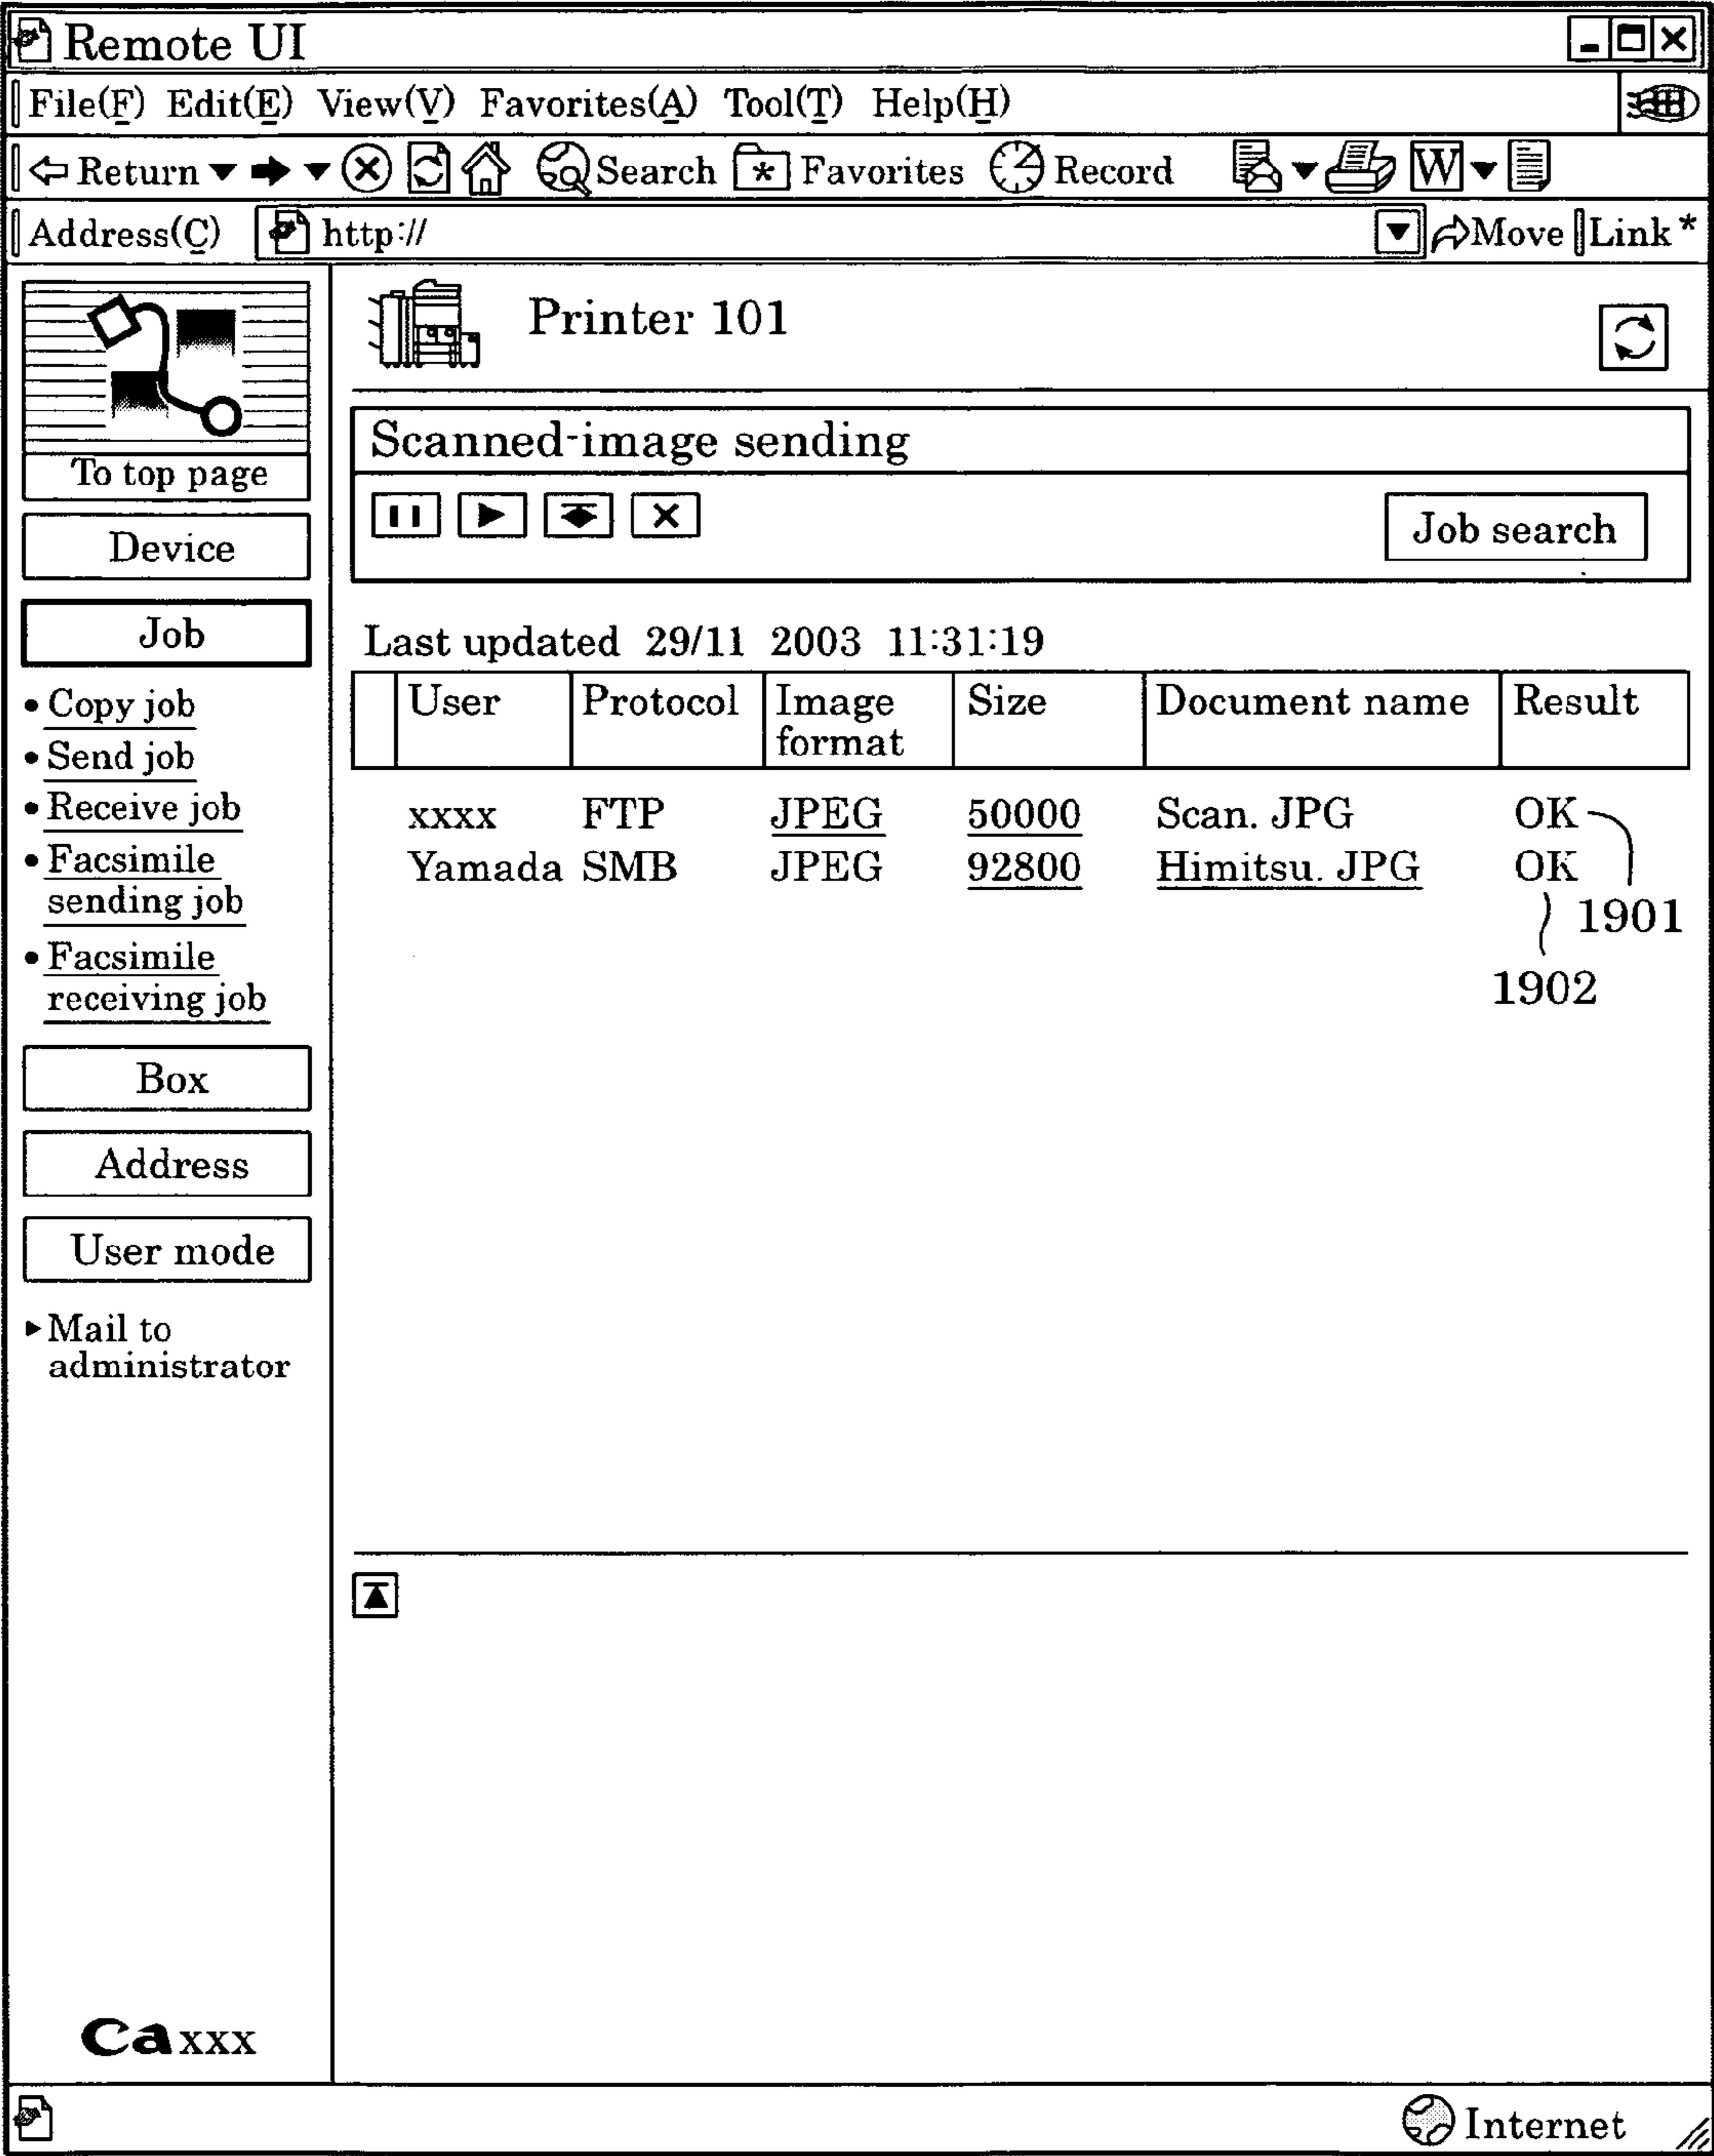 Remote UI
File(F) Edit(E) View(V) Favorites(A) Tool(T) Help(H)
Return Search Favorites Record W
Address(C) http:// Move Link *
To top page
Device
Job
• Copy job
• Send job
• Receive job
• Facsimile
sending job
• Facsimile
receiving job
Box
Address
User mode
Mail to
administrator
Caxxx
Printer 101
Scanned-image sending
Job search
Last updated 29/11 2003 11:31:19
User Protocol Image format Size Document name Result
xxxx FTP JPEG 50000 Scan. JPG OK
Yamada SMB JPEG 92800 Himitsu. JPG OK
1901
1902
Internet